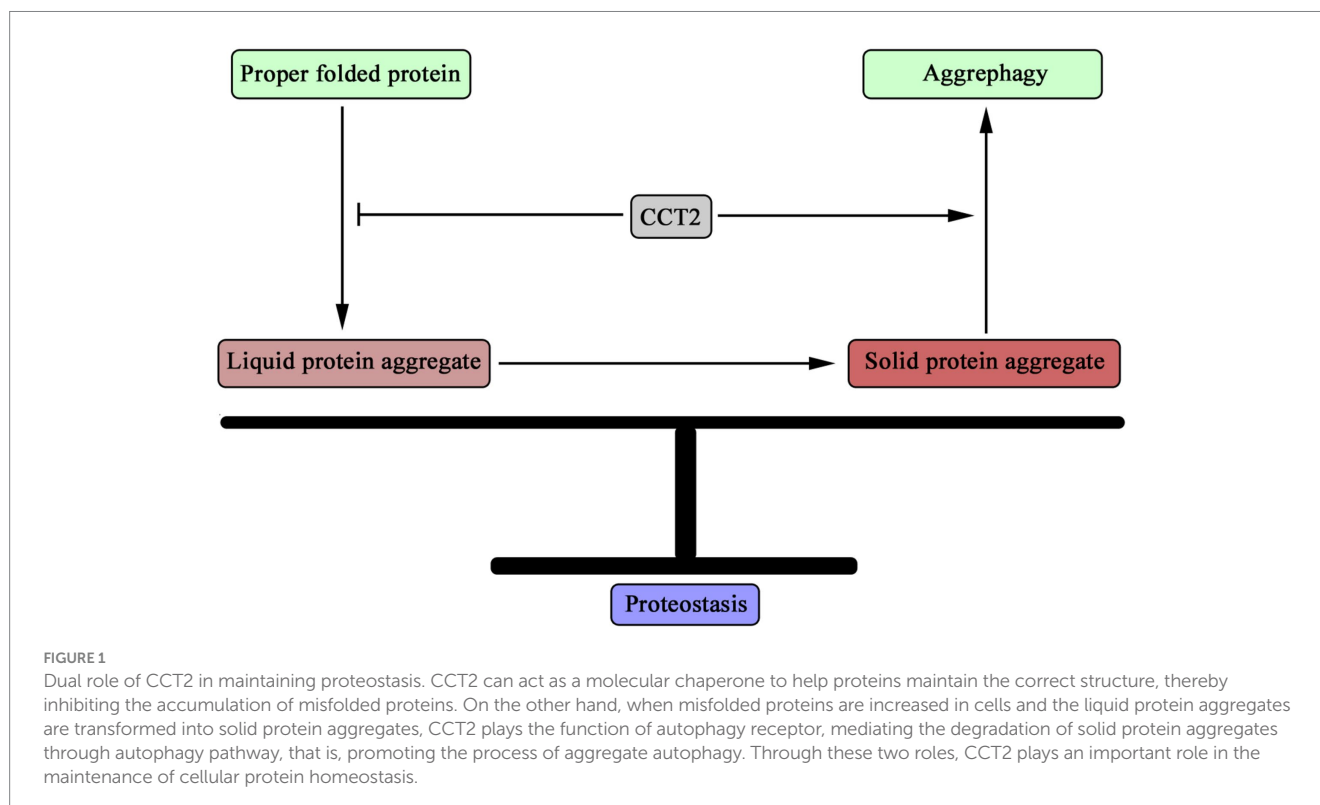 Proper folded protein
Aggrephagy
CCT2
Liquid protein aggregate
Solid protein aggregate
Proteostasis
FIGURE 1
Dual role of CCT2 in maintaining proteostasis. CCT2 can act as a molecular chaperone to help proteins maintain the correct structure, thereby
inhibiting the accumulation of misfolded proteins. On the other hand, when misfolded proteins are increased in cells and the liquid protein aggregates
are transformed into solid protein aggregates, CCT2 plays the function of autophagy receptor, mediating the degradation of solid protein aggregates
through autophagy pathway, that is, promoting the process of aggregate autophagy. Through these two roles, CCT2 plays an important role in the
maintenance of cellular protein homeostasis.